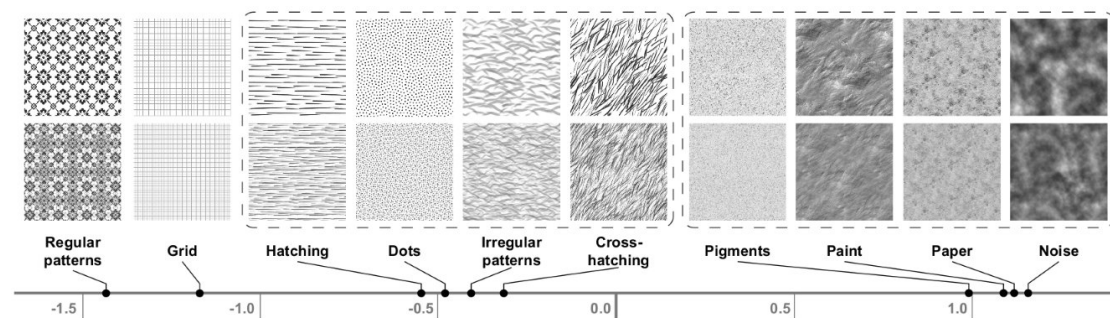 Regular patterns
Grid
Hatching
Dots
Irregular patterns
Cross-hatching
Pigments
Paint
Paper
Noise
-1.5
-1.0
-0.5
0.0
0.5
1.0